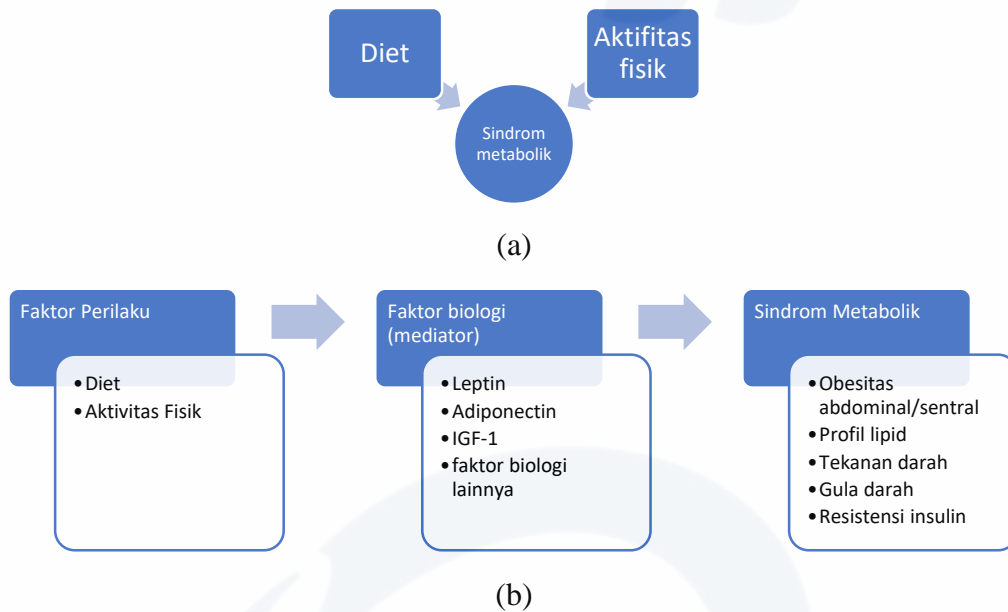 Diet
Aktifitas
fisik
Sindrom
metabolik
(a)
Faktor Perilaku
• Diet
• Aktivitas Fisik
Faktor biologi
(mediator)
• Leptin
• Adiponectin
• IGF-1
• faktor biologi
lainnya
Sindrom Metabolik
• Obesitas
abdominal/sentral
• Profil lipid
• Tekanan darah
• Gula darah
• Resistensi insulin
(b)